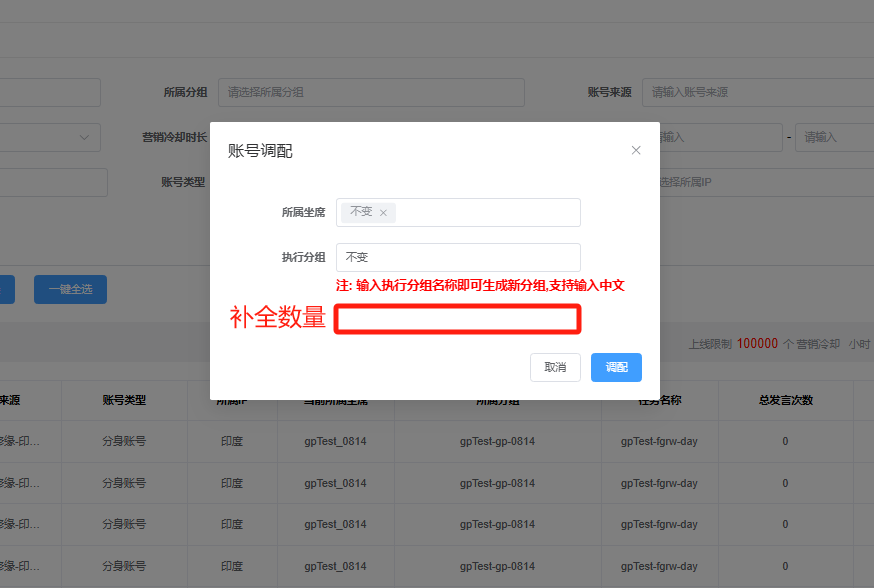 所属分组 请选择所属分组 账号来源 请输入账号来源
营销冷却时长 输入 - 请输入
账号类型 选择所属IP
账号调配
所属坐席 不变
执行分组 不变
注: 输入执行分组名称即可生成新分组,支持输入中文
补全数量
取消 调配
一键全选
上线限制 100000 个 营销冷却 小时
来源 账号类型 所属IP 当前所属坐席 所属分组 任务名称 总发言次数
缘-印... 分身账号 印度 gpTest_0814 gpTest-gp-0814 gpTest-fgrw-day 0
缘-印... 分身账号 印度 gpTest_0814 gpTest-gp-0814 gpTest-fgrw-day 0
缘-印... 分身账号 印度 gpTest_0814 gpTest-gp-0814 gpTest-fgrw-day 0
缘-印... 分身账号 印度 gpTest_0814 gpTest-gp-0814 gpTest-fgrw-day 0